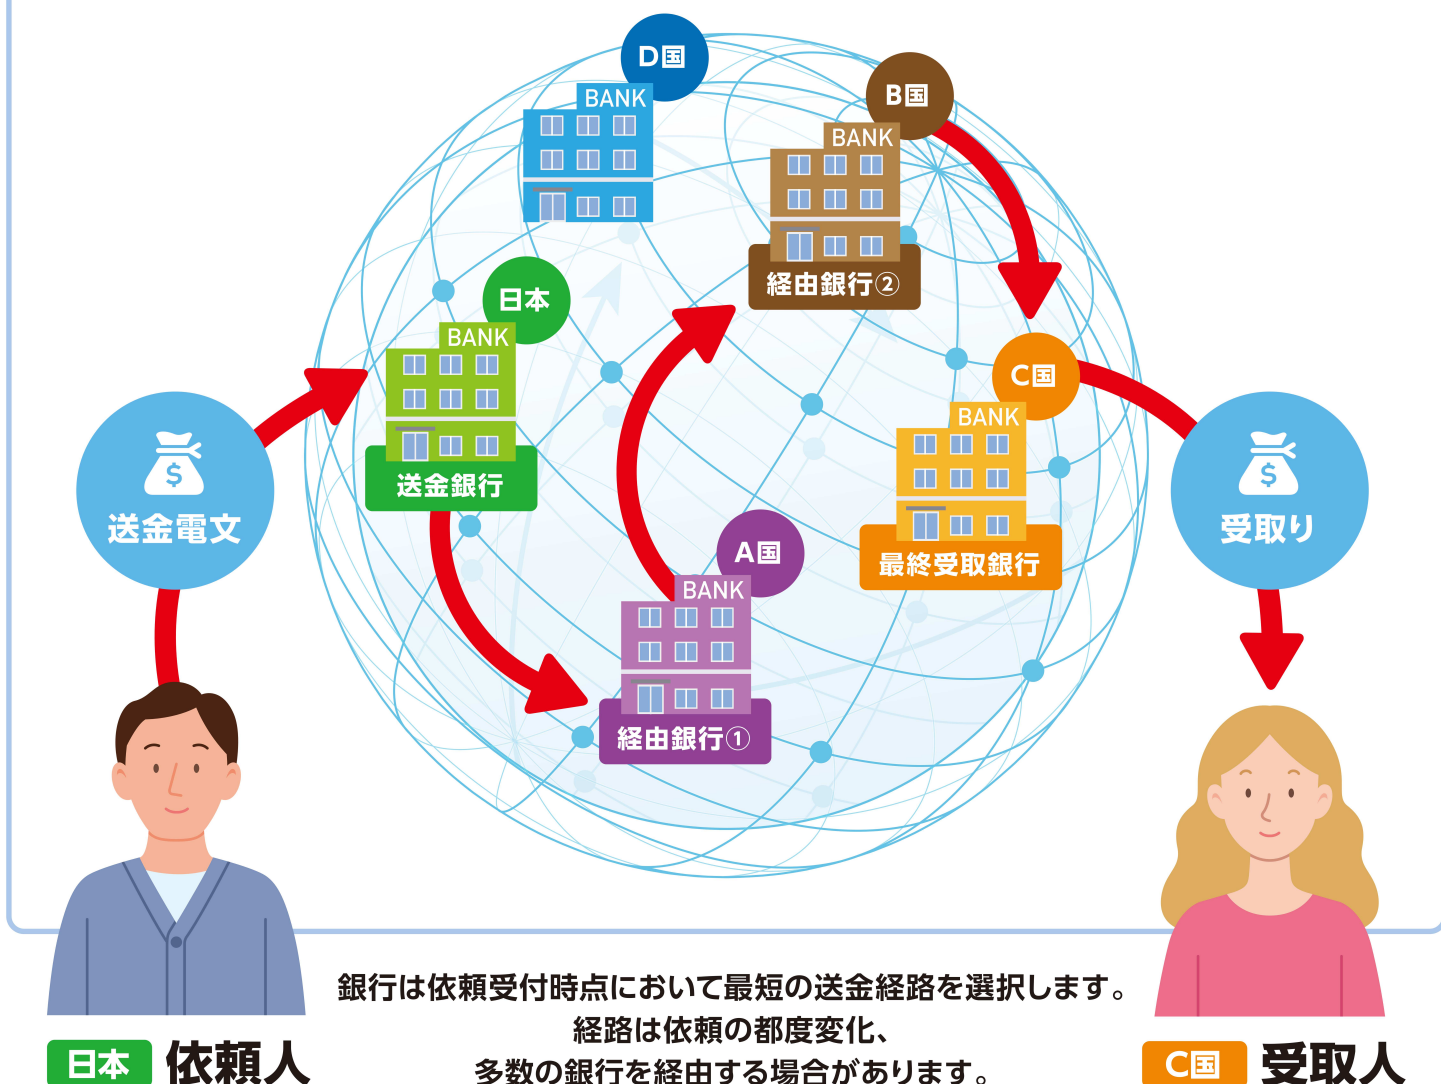 D国
BANK
B国
BANK
経由銀行②
日本
BANK
送金銀行
C国
BANK
最終受取銀行
$
送金電文
$
受取り
A国
BANK
経由銀行①
銀行は依頼受付時点において最短の送金経路を選択します。
経路は依頼の都度変化、
多数の銀行を経由する場合があります。
日本 依頼人
C国 受取人